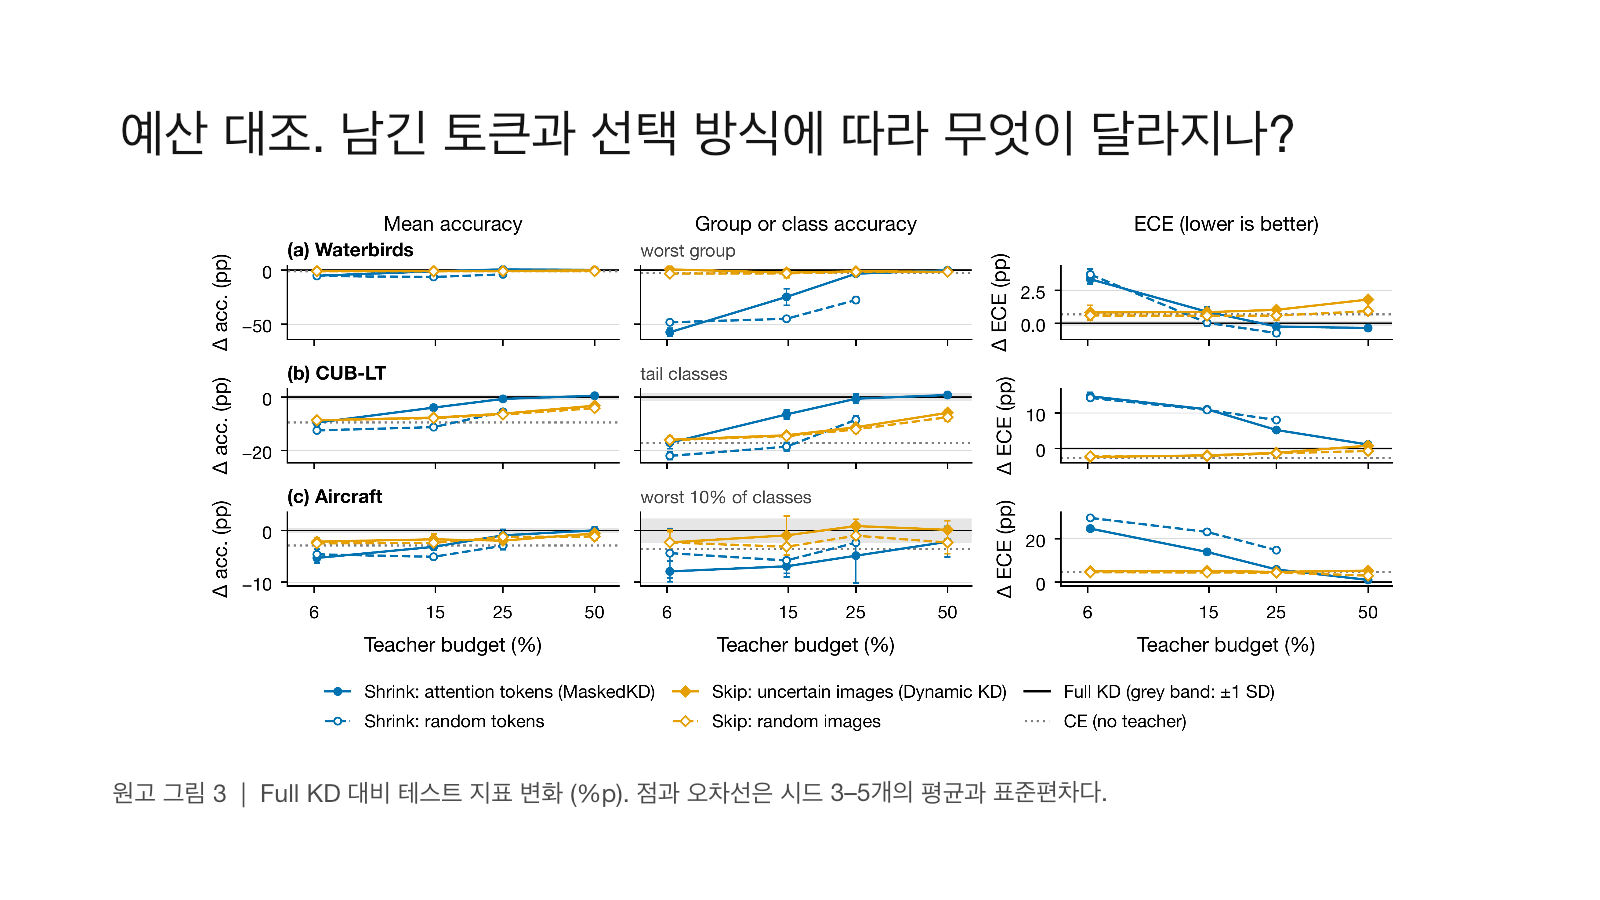 예산 대조. 남긴 토큰과 선택 방식에 따라 무엇이 달라지나?
Mean accuracy
Group or class accuracy
ECE (lower is better)
(a) Waterbirds
worst group
Δ acc. (pp)
0
−50
Δ ECE (pp)
2.5
0.0
(b) CUB-LT
tail classes
Δ acc. (pp)
0
−20
Δ ECE (pp)
10
0
(c) Aircraft
worst 10% of classes
Δ acc. (pp)
0
−10
Δ ECE (pp)
20
0
6 15 25 50
6 15 25 50
6 15 25 50
Teacher budget (%)
Teacher budget (%)
Teacher budget (%)
Shrink: attention tokens (MaskedKD)
Skip: uncertain images (Dynamic KD)
Full KD (grey band: ±1 SD)
Shrink: random tokens
Skip: random images
CE (no teacher)
원고 그림 3 | Full KD 대비 테스트 지표 변화 (%p). 점과 오차선은 시드 3–5개의 평균과 표준편차다.